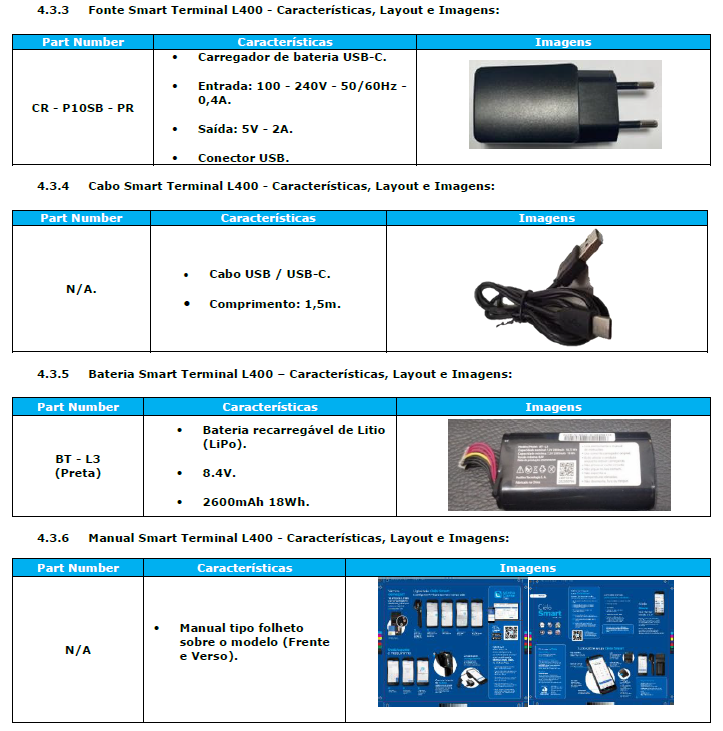 4.3.3 Fonte Smart Terminal L400 - Características, Layout e Imagens:
Part Number Características Imagens
CR - P10SB - PR
• Carregador de bateria USB-C.
• Entrada: 100 - 240V - 50/60Hz -
0,4A.
• Saída: 5V - 2A.
• Conector USB.
4.3.4 Cabo Smart Terminal L400 - Características, Layout e Imagens:
Part Number Características Imagens
N/A.
• Cabo USB / USB-C.
• Comprimento: 1,5m.
4.3.5 Bateria Smart Terminal L400 – Características, Layout e Imagens:
Part Number Características Imagens
BT - L3
(Preta)
• Bateria recarregável de Litio
(LiPo).
• 8.4V.
• 2600mAh 18Wh.
4.3.6 Manual Smart Terminal L400 - Características, Layout e Imagens:
Part Number Características Imagens
N/A
• Manual tipo folheto
sobre o modelo (Frente
e Verso).
Smart